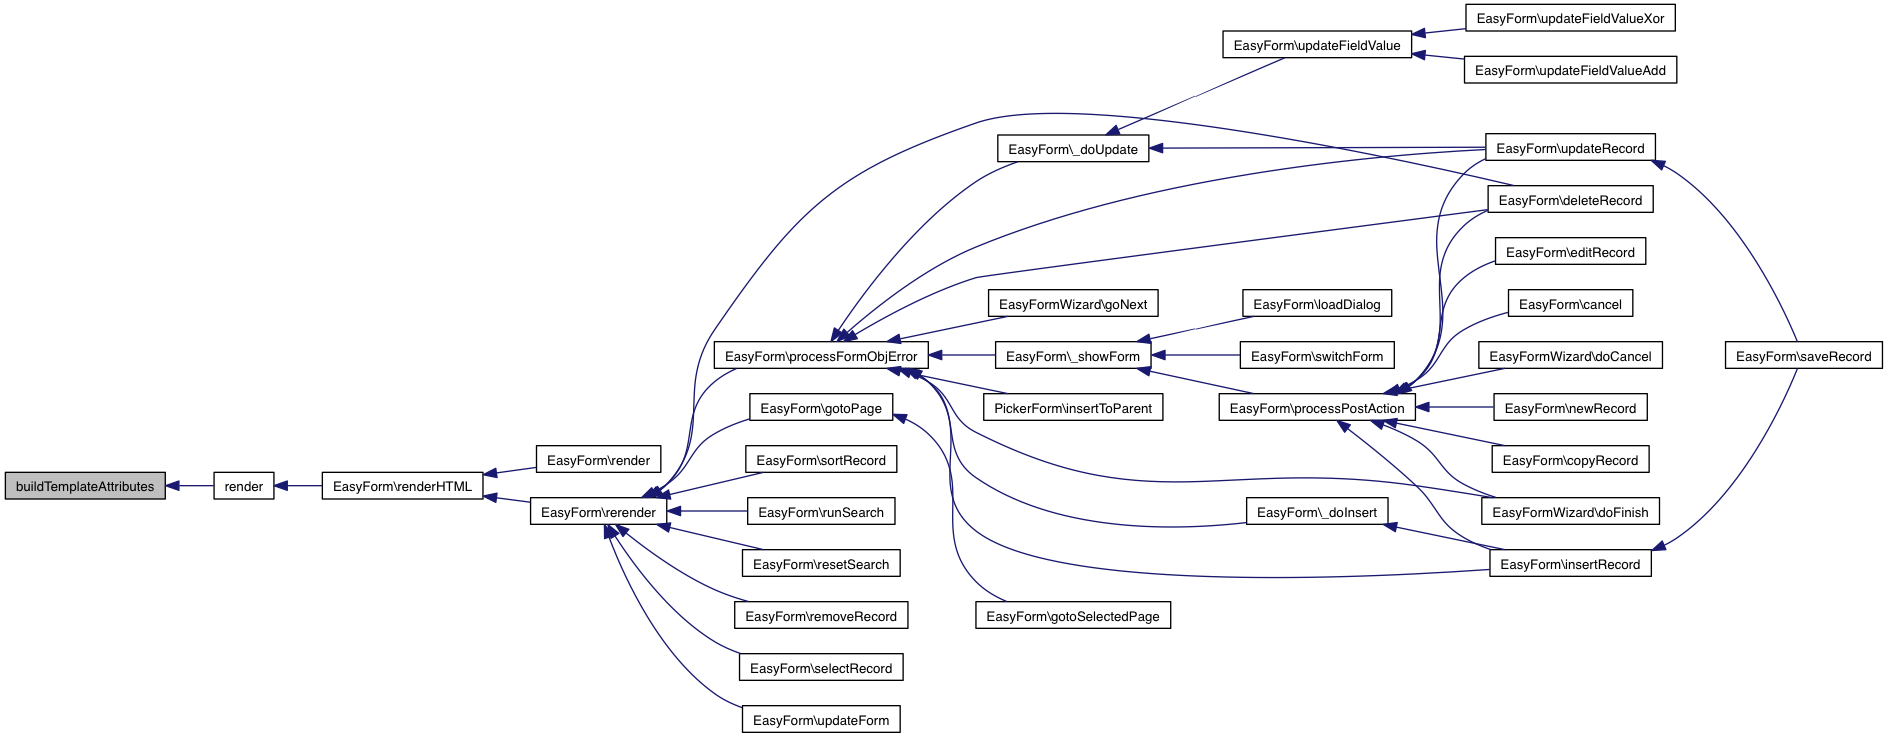 EasyForm\updateFieldValueXor
EasyForm\updateFieldValue
EasyForm\updateFieldValueAdd
EasyForm\_doUpdate
EasyForm\updateRecord
EasyForm\deleteRecord
EasyForm\editRecord
EasyFormWizard\goNext
EasyForm\loadDialog
EasyForm\cancel
EasyForm\processFormObjError
EasyForm\_showForm
EasyForm\switchForm
EasyFormWizard\doCancel
EasyForm\saveRecord
EasyForm\gotoPage
PickerForm\insertToParent
EasyForm\processPostAction
EasyForm\newRecord
EasyForm\render
EasyForm\sortRecord
EasyForm\copyRecord
buildTemplateAttributes
render
EasyForm\renderHTML
EasyForm\rerender
EasyForm\runSearch
EasyForm\_doInsert
EasyFormWizard\doFinish
EasyForm\resetSearch
EasyForm\insertRecord
EasyForm\removeRecord
EasyForm\gotoSelectedPage
EasyForm\selectRecord
EasyForm\updateForm